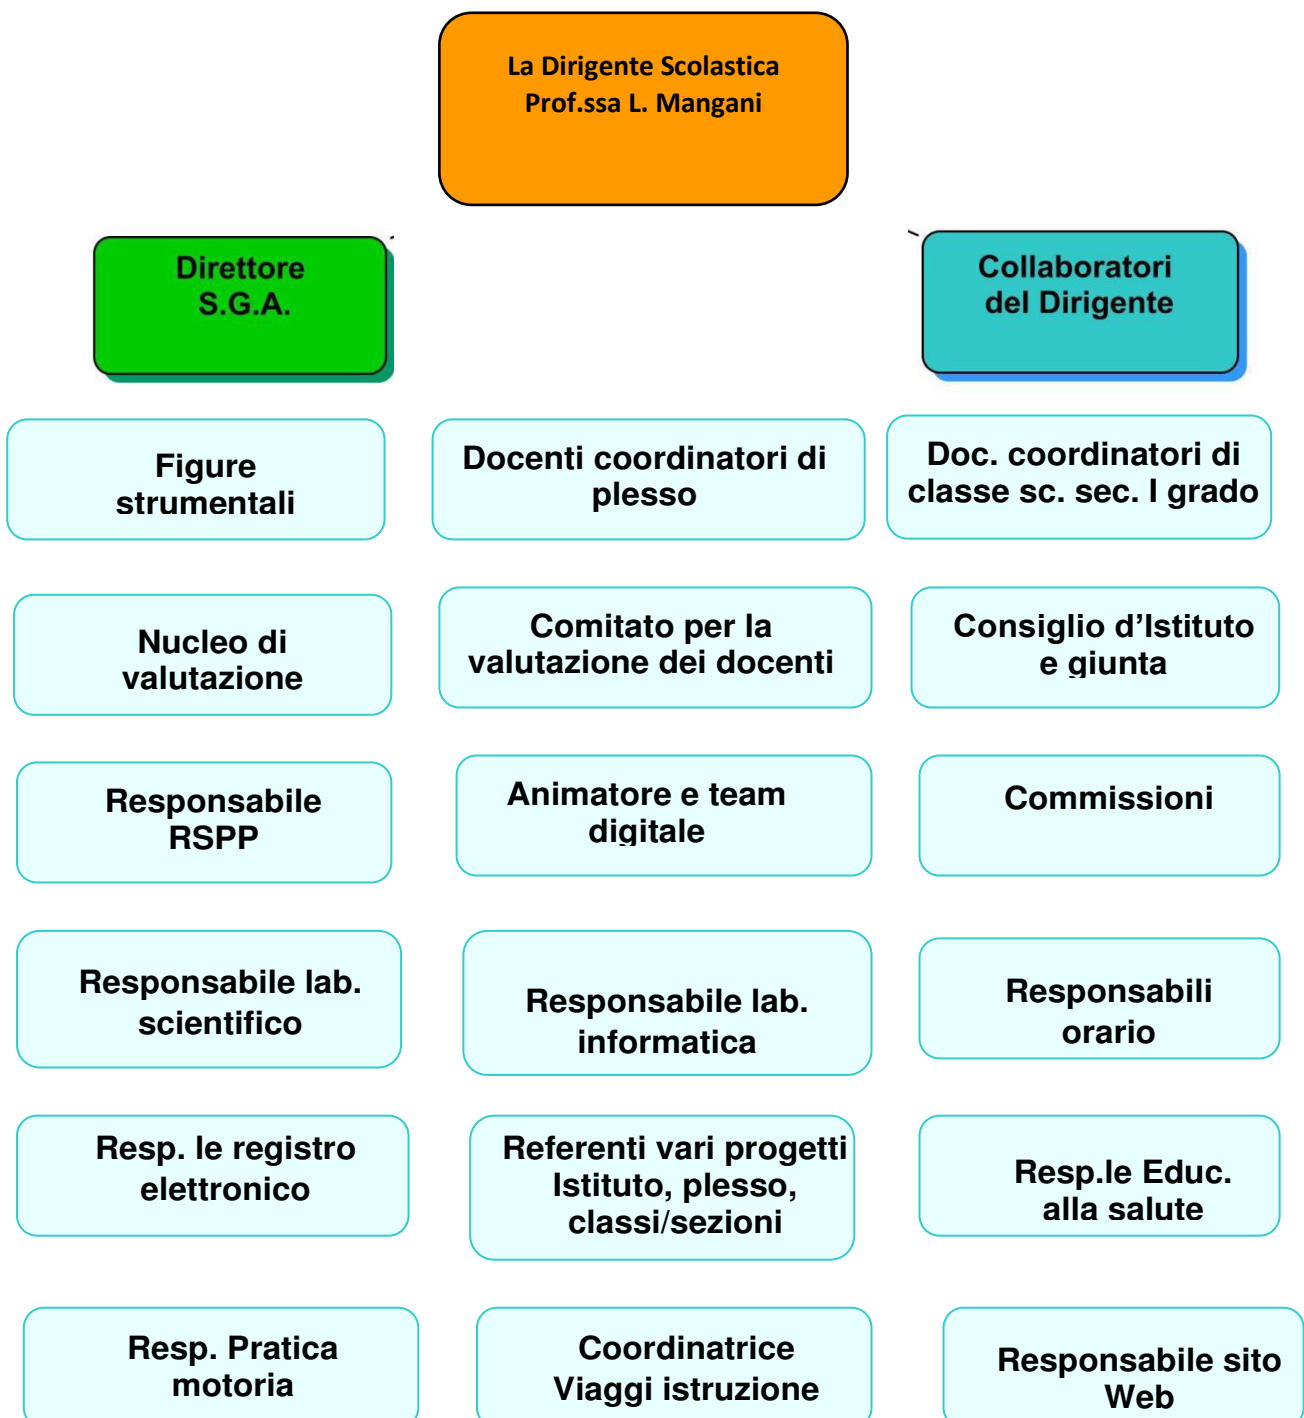 La Dirigente Scolastica
Prof.ssa L. Mangani
Direttore
S.G.A.
Collaboratori
del Dirigente
Figure
strumentali
Docenti coordinatori di
plesso
Doc. coordinatori di
classe sc. sec. I grado
Nucleo di
valutazione
Comitato per la
valutazione dei docenti
Consiglio d’Istituto
e giunta
Responsabile
RSPP
Animatore e team
digitale
Commissioni
Responsabile lab.
scientifico
Responsabile lab.
informatica
Responsabili
orario
Resp. le registro
elettronico
Referenti vari progetti
Istituto, plesso,
classi/sezioni
Resp.le Educ.
alla salute
Resp. Pratica
motoria
Coordinatrice
Viaggi istruzione
Responsabile sito
Web